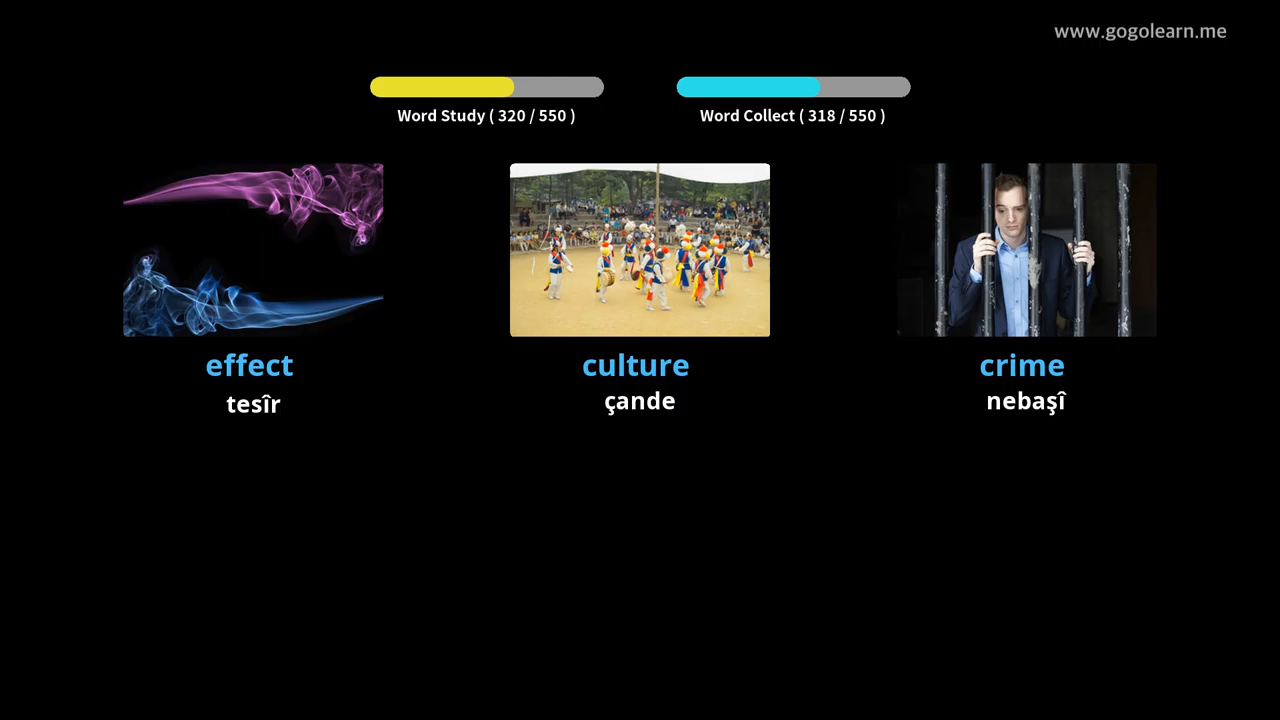 www.gogolearn.me
Word Study ( 320 / 550 )
Word Collect ( 318 / 550 )
effect
tesîr
culture
çande
crime
nebaşî